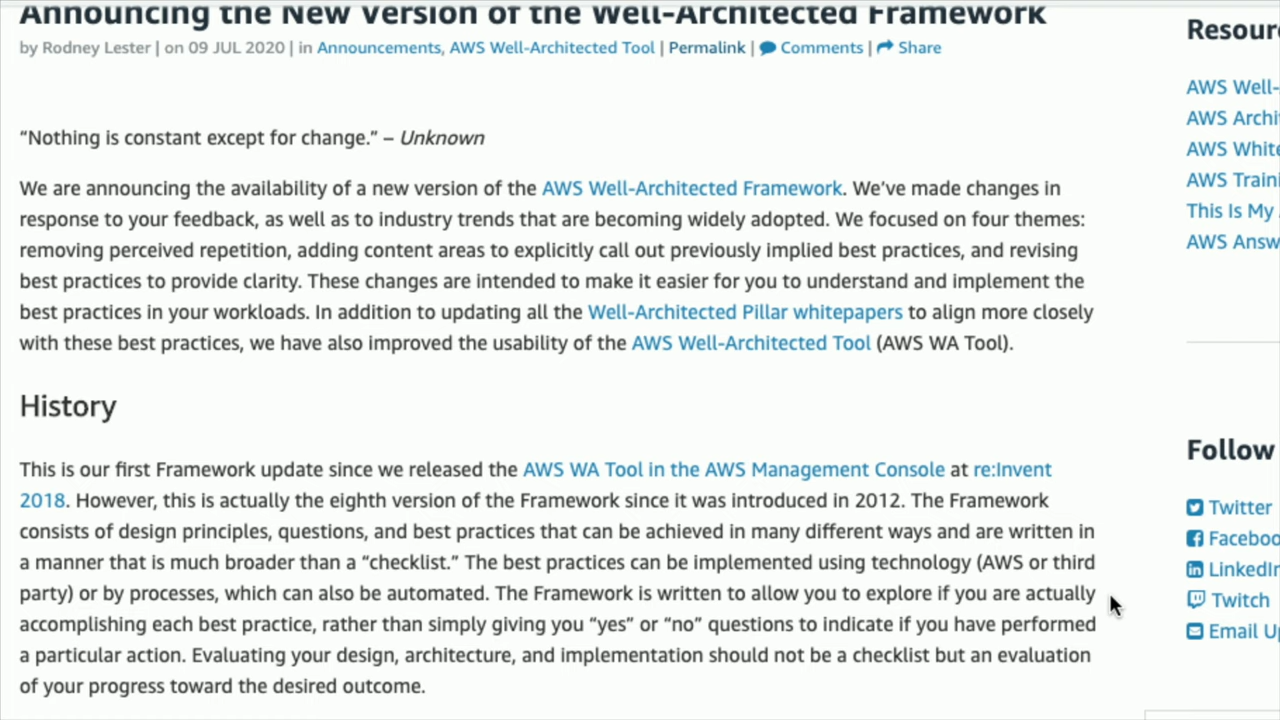 Announcing the New Version of the Well-Architected Framework
by Rodney Lester | on 09 JUL 2020 | in Announcements, AWS Well-Architected Tool | Permalink | Comments | Share
“Nothing is constant except for change.” – Unknown
We are announcing the availability of a new version of the AWS Well-Architected Framework. We’ve made changes in
response to your feedback, as well as to industry trends that are becoming widely adopted. We focused on four themes:
removing perceived repetition, adding content areas to explicitly call out previously implied best practices, and revising
best practices to provide clarity. These changes are intended to make it easier for you to understand and implement the
best practices in your workloads. In addition to updating all the Well-Architected Pillar whitepapers to align more closely
with these best practices, we have also improved the usability of the AWS Well-Architected Tool (AWS WA Tool).
History
This is our first Framework update since we released the AWS WA Tool in the AWS Management Console at re:Invent
2018. However, this is actually the eighth version of the Framework since it was introduced in 2012. The Framework
consists of design principles, questions, and best practices that can be achieved in many different ways and are written in
a manner that is much broader than a “checklist.” The best practices can be implemented using technology (AWS or third
party) or by processes, which can also be automated. The Framework is written to allow you to explore if you are actually
accomplishing each best practice, rather than simply giving you “yes” or “no” questions to indicate if you have performed
a particular action. Evaluating your design, architecture, and implementation should not be a checklist but an evaluation
of your progress toward the desired outcome.
Resour
AWS Well-
AWS Archi
AWS White
AWS Traini
This Is My
AWS Answ
Follow
Twitter
Faceboo
LinkedIn
Twitch
Email Up